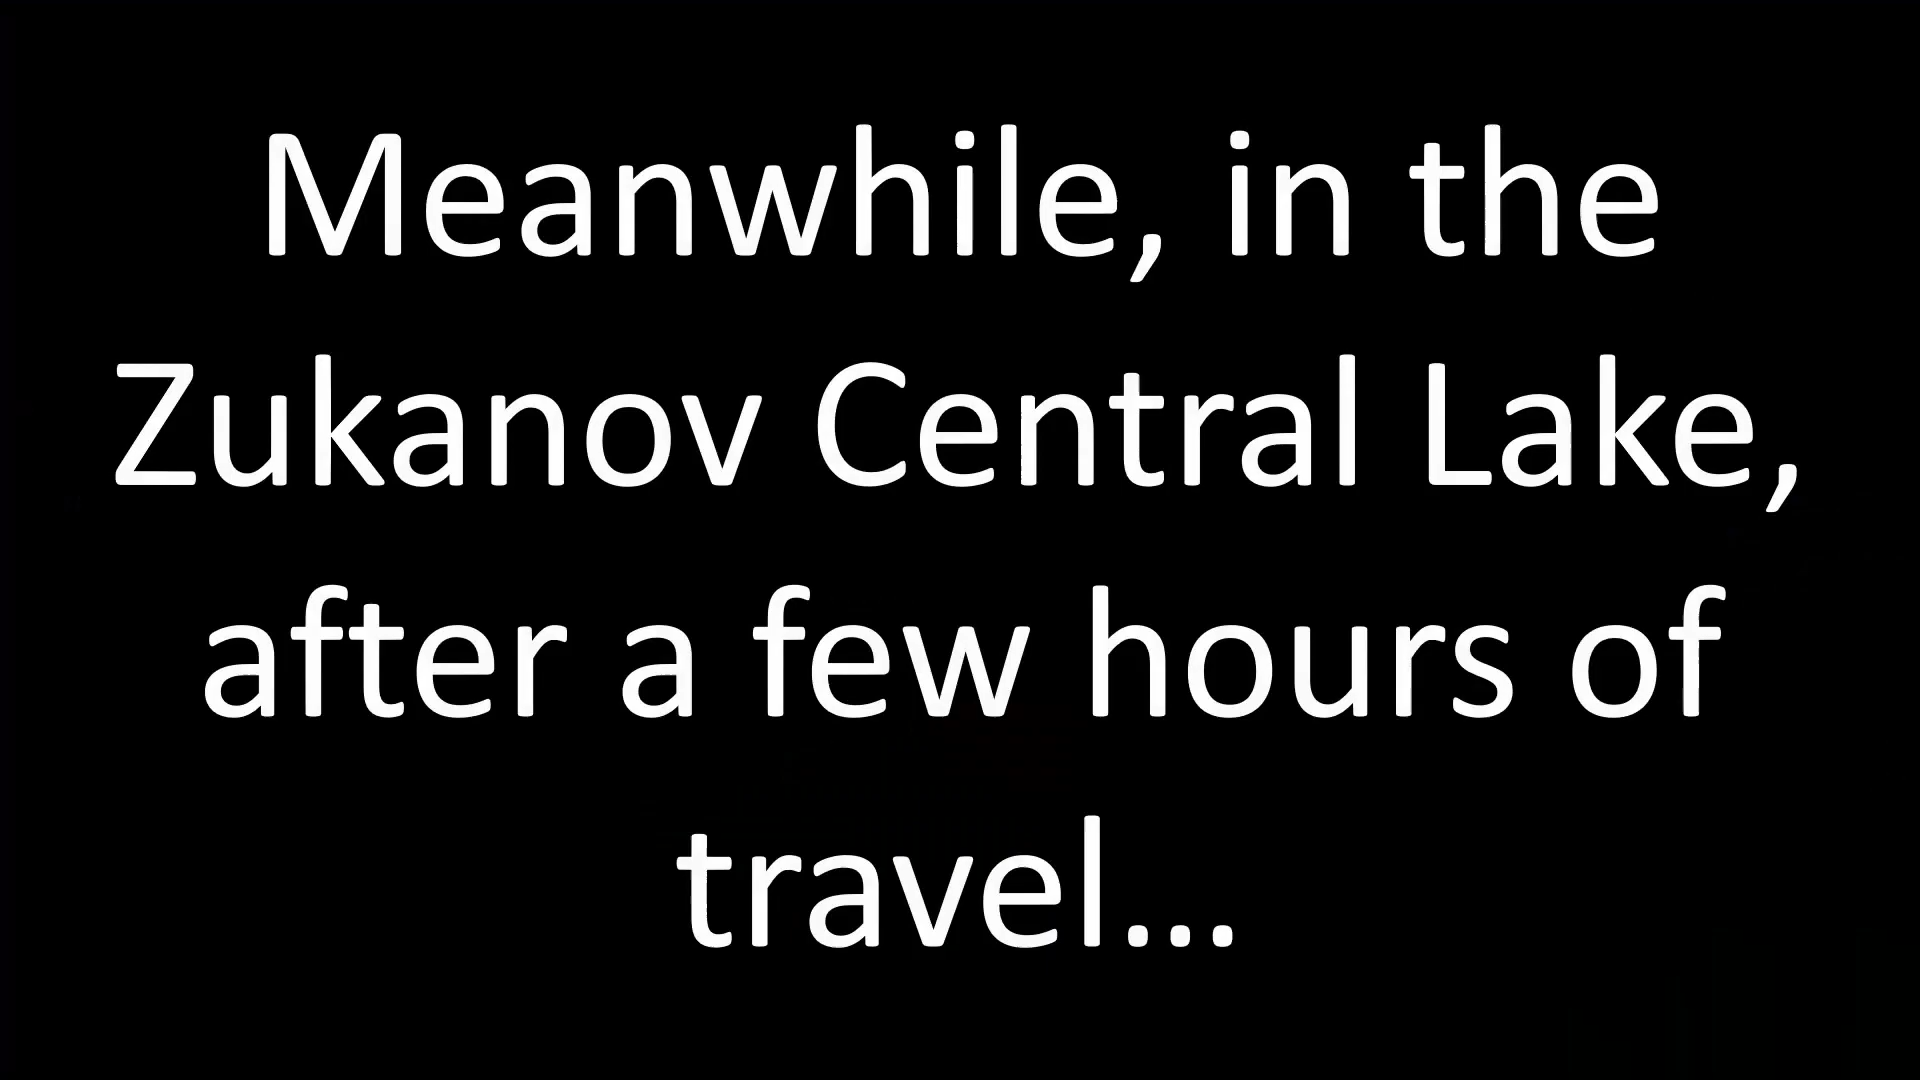 Meanwhile, in the
Zukanov Central Lake,
after a few hours of
travel...